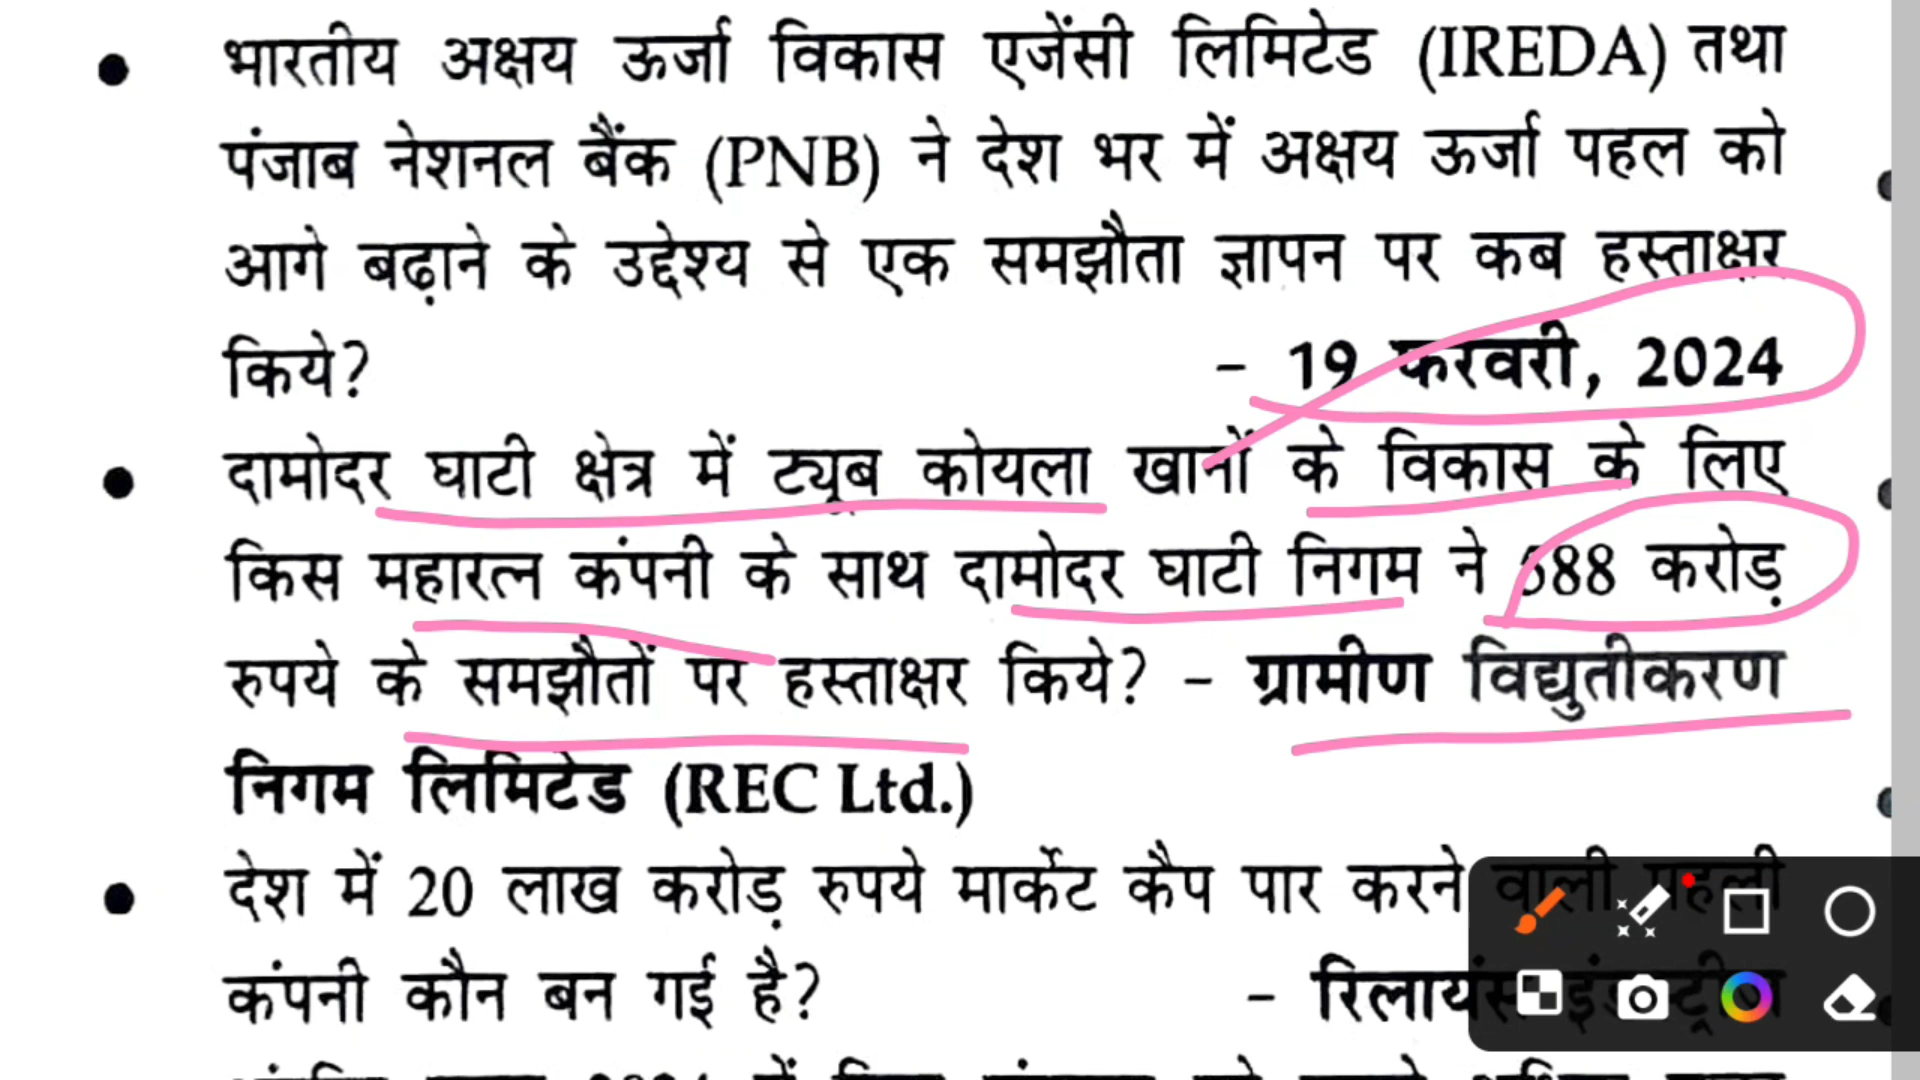 भारतीय अक्षय ऊर्जा विकास एजेंसी लिमिटेड (IREDA) तथा
पंजाब नेशनल बैंक (PNB) ने देश भर में अक्षय ऊर्जा पहल को
आगे बढ़ाने के उद्देश्य से एक समझौता ज्ञापन पर कब हस्ताक्षर
किये? – 19 फरवरी, 2024
दामोदर घाटी क्षेत्र में ट्यूब कोयला खानों के विकास के लिए
किस महारत्न कंपनी के साथ दामोदर घाटी निगम ने 588 करोड़
रुपये के समझौतों पर हस्ताक्षर किये? – ग्रामीण विद्युतीकरण
निगम लिमिटेड (REC Ltd.)
देश में 20 लाख करोड़ रुपये मार्केट कैप पार करने वाली पहली
कंपनी कौन बन गई है? – रिलायंस